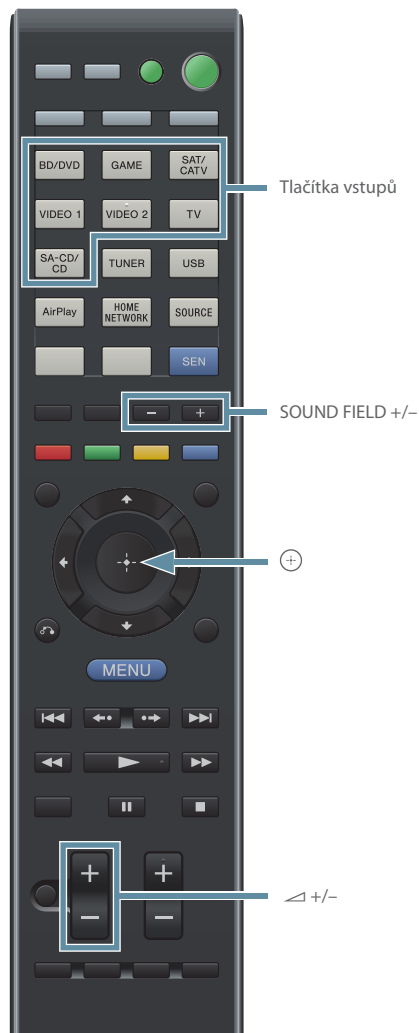 BD/DVD GAME SAT/
CATV
Tlačítka vstupů
VIDEO 1 VIDEO 2 TV
SA-CD/
CD TUNER USB
AirPlay HOME
NETWORK SOURCE
SEN
− +
SOUND FIELD +/–
MENU
+ +
− −
+/–